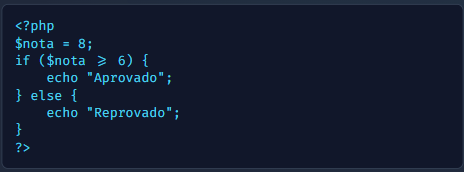 <?php
$nota = 8;
if ($nota >= 6) {
    echo "Aprovado";
} else {
    echo "Reprovado";
}
?>